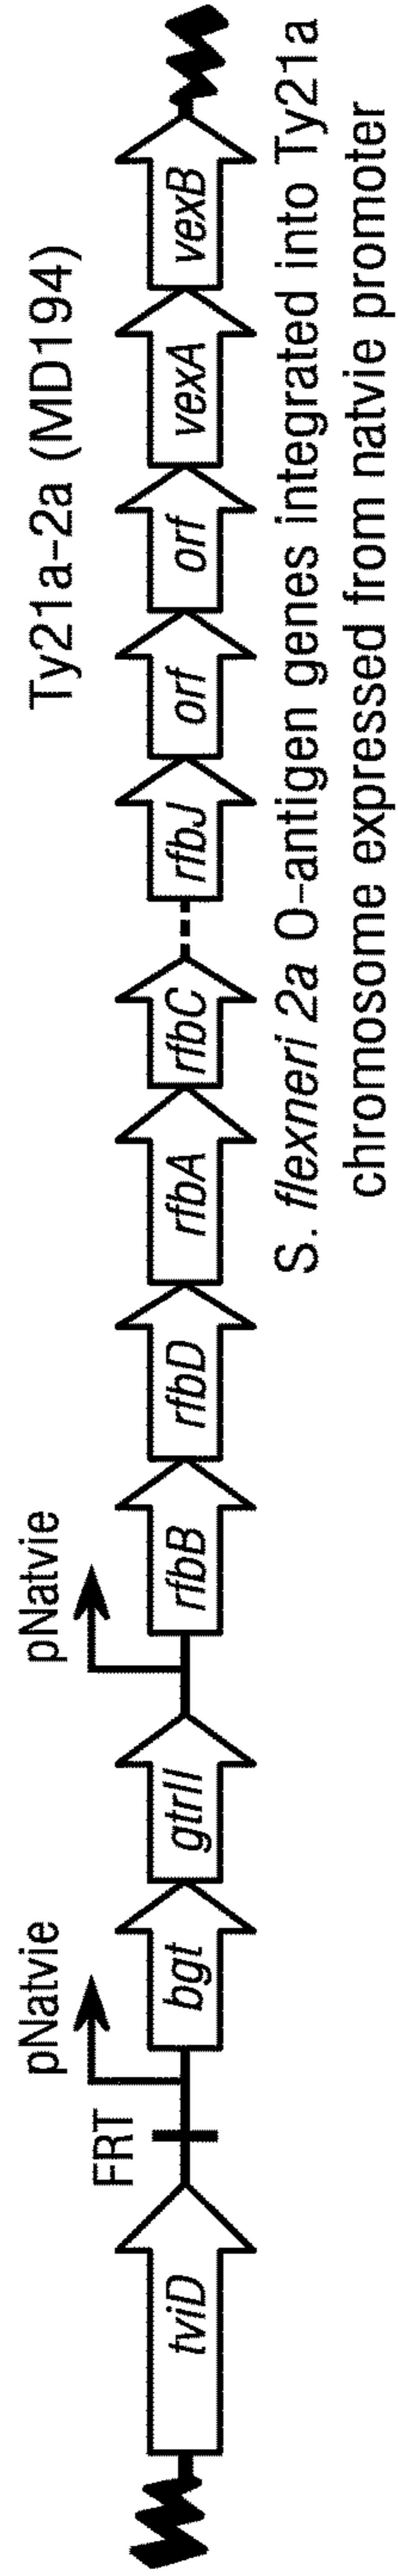 Ty21a-2a (MD194)
pNatvie
pNatvie
FRT
tviD
bgt
gtrII
rfbB
rfbD
rfbA
rfbC
rfbJ
orf
orf
vexA
vexB
S. flexneri 2a O-antigen genes integrated into Ty21a
chromosome expressed from natvie promoter